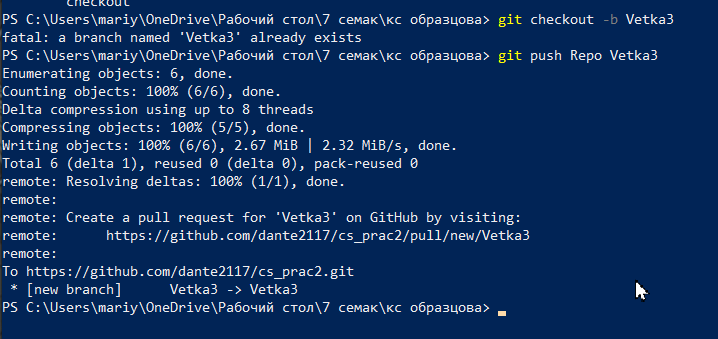 checkout
PS C:\Users\mariy\OneDrive\Рабочий стол\7 семак\кс образцова> git checkout -b Vetka3
fatal: a branch named 'Vetka3' already exists
PS C:\Users\mariy\OneDrive\Рабочий стол\7 семак\кс образцова> git push Repo Vetka3
Enumerating objects: 6, done.
Counting objects: 100% (6/6), done.
Delta compression using up to 8 threads
Compressing objects: 100% (5/5), done.
Writing objects: 100% (6/6), 2.67 MiB | 2.32 MiB/s, done.
Total 6 (delta 1), reused 0 (delta 0), pack-reused 0
remote: Resolving deltas: 100% (1/1), done.
remote:
remote: Create a pull request for 'Vetka3' on GitHub by visiting:
remote:      https://github.com/dante2117/cs_prac2/pull/new/Vetka3
remote:
To https://github.com/dante2117/cs_prac2.git
 * [new branch]      Vetka3 -> Vetka3
PS C:\Users\mariy\OneDrive\Рабочий стол\7 семак\кс образцова>